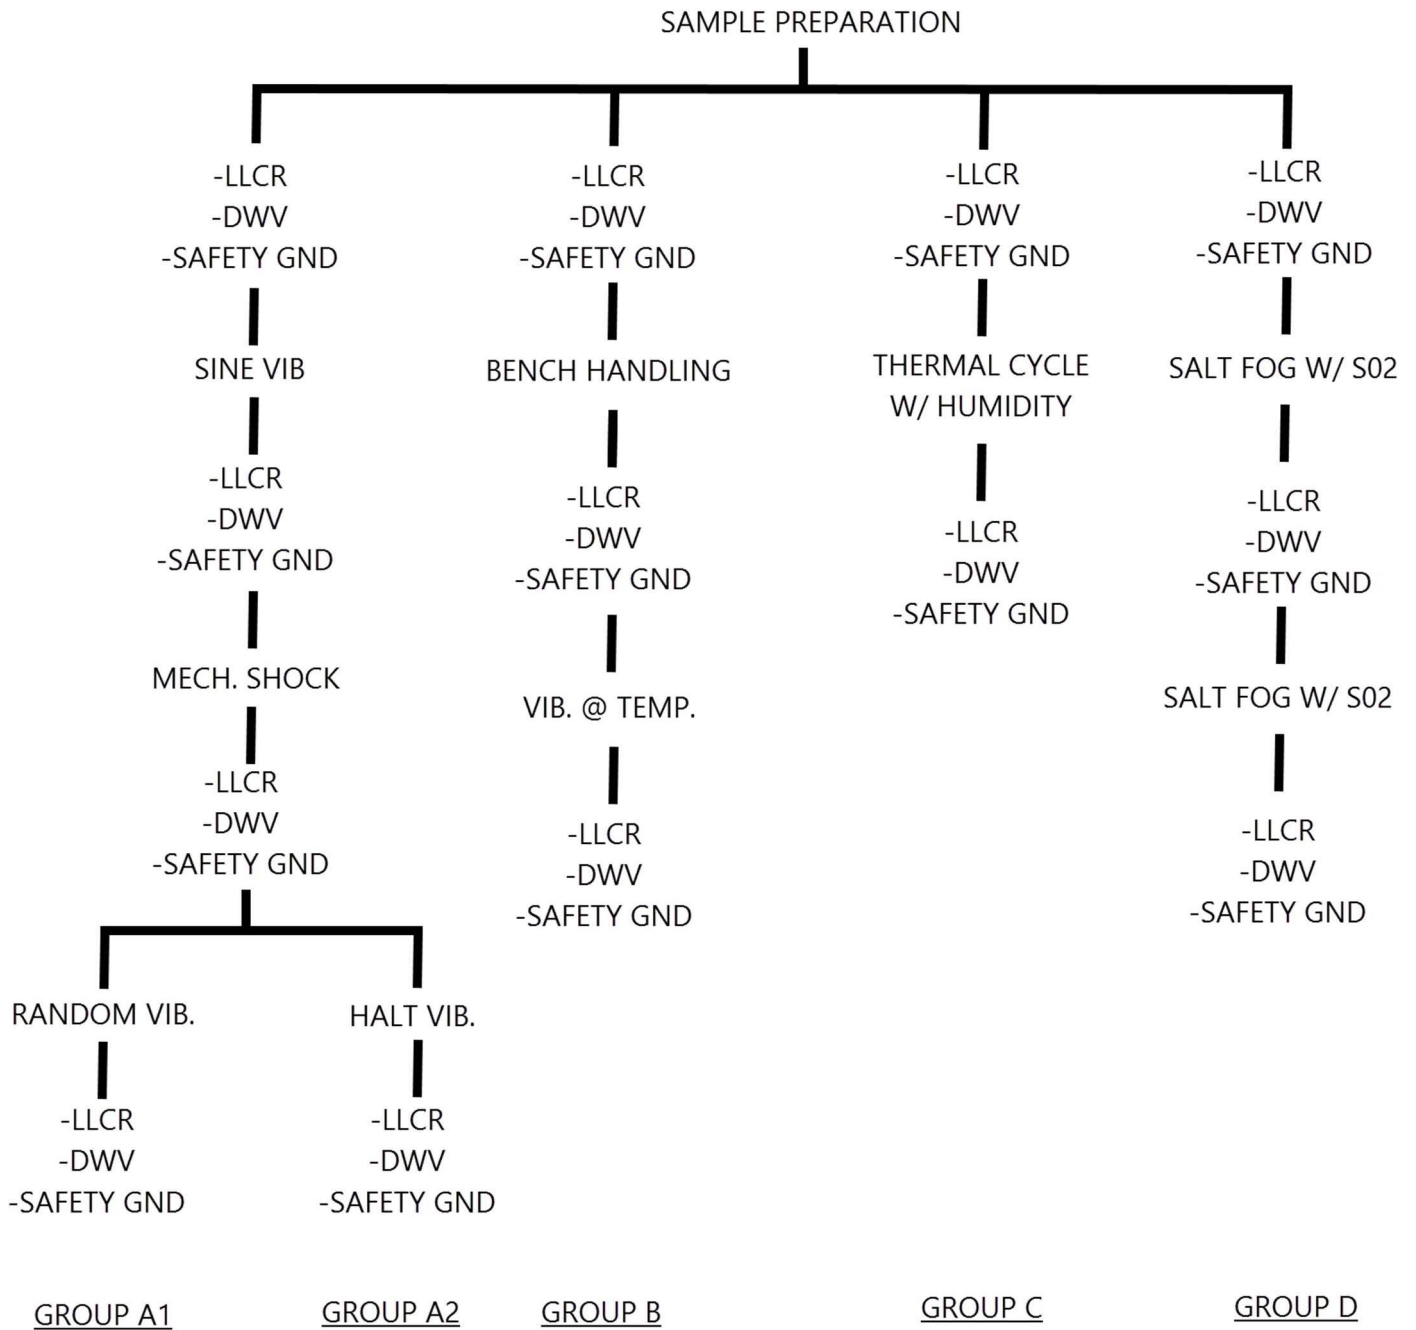 SAMPLE PREPARATION
-LLCR
-DWV
-SAFETY GND
SINE VIB
-LLCR
-DWV
-SAFETY GND
MECH. SHOCK
-LLCR
-DWV
-SAFETY GND
RANDOM VIB.
-LLCR
-DWV
-SAFETY GND
GROUP A1
HALT VIB.
-LLCR
-DWV
-SAFETY GND
GROUP A2
-LLCR
-DWV
-SAFETY GND
BENCH HANDLING
-LLCR
-DWV
-SAFETY GND
VIB. @ TEMP.
-LLCR
-DWV
-SAFETY GND
GROUP B
-LLCR
-DWV
-SAFETY GND
THERMAL CYCLE
W/ HUMIDITY
-LLCR
-DWV
-SAFETY GND
GROUP C
-LLCR
-DWV
-SAFETY GND
SALT FOG W/ S02
-LLCR
-DWV
-SAFETY GND
SALT FOG W/ S02
-LLCR
-DWV
-SAFETY GND
GROUP D